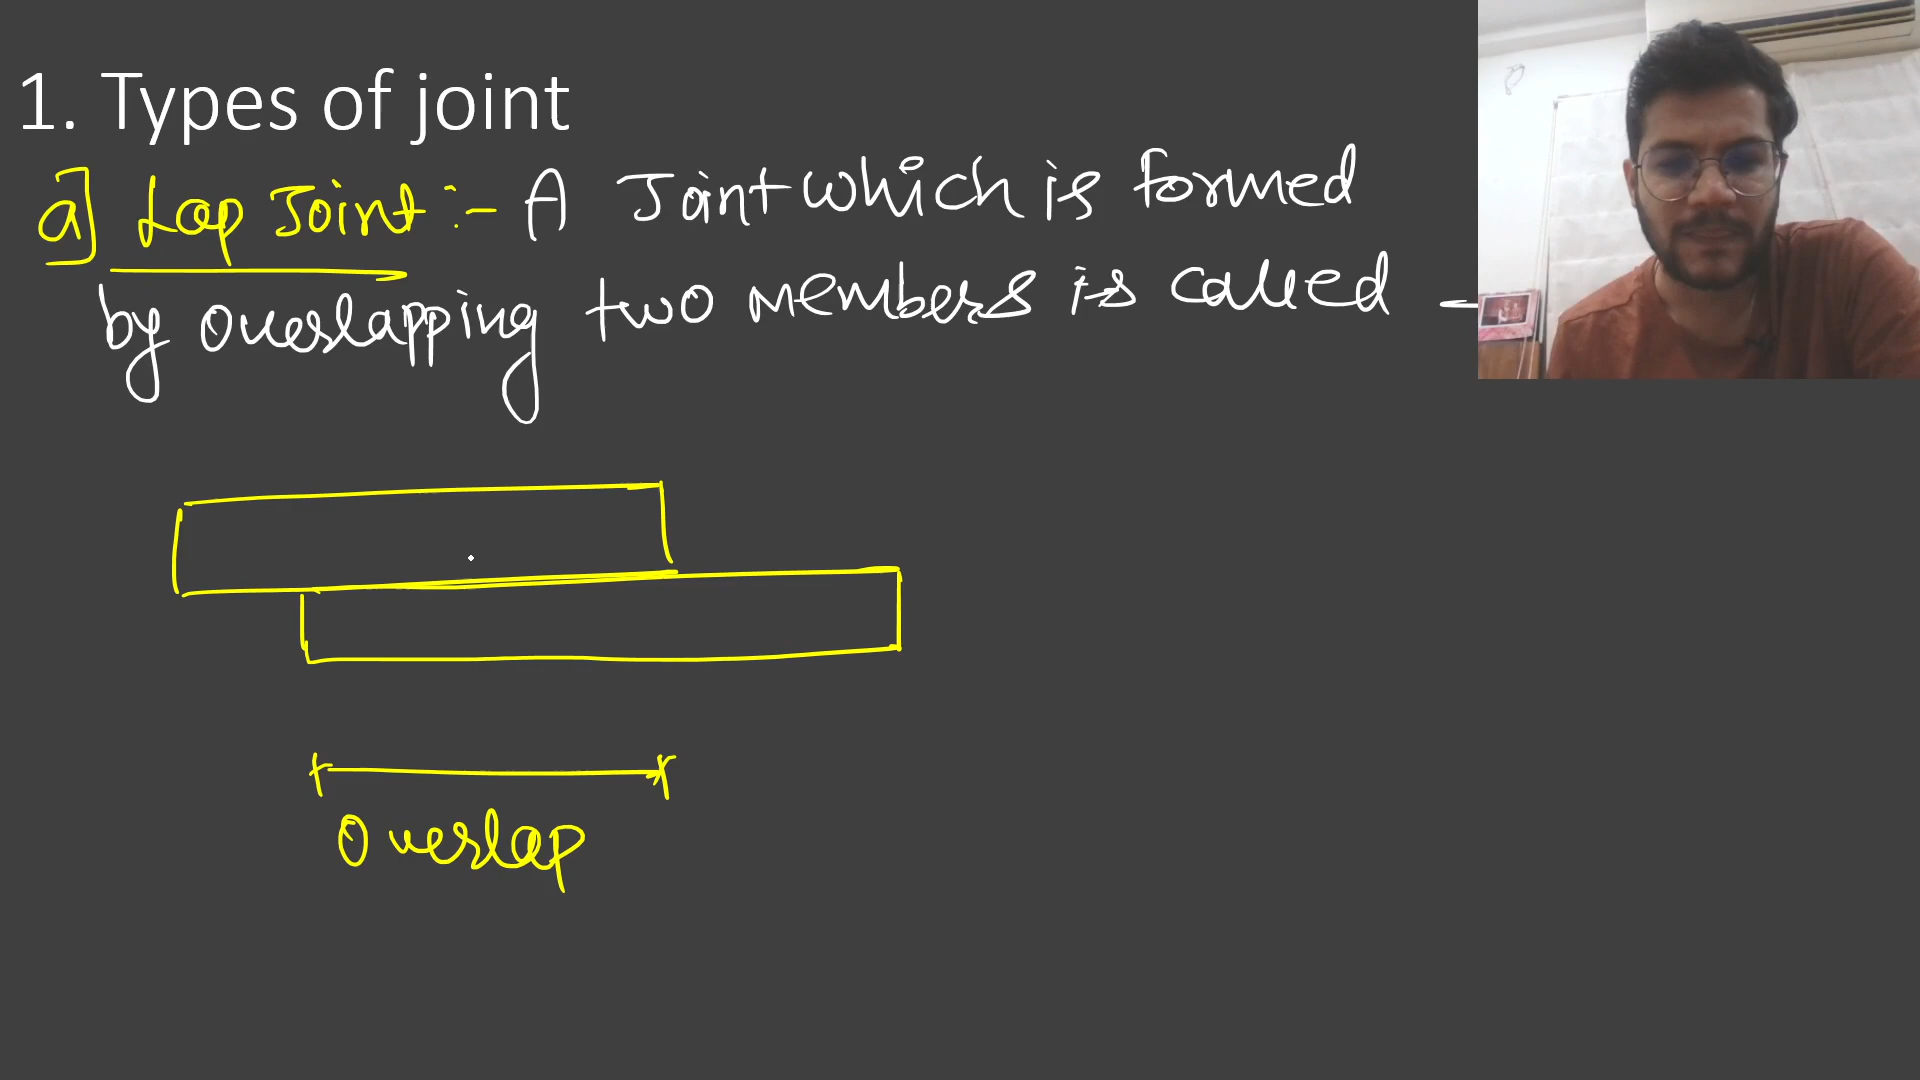 1. Types of joint
a] Lap Joint :- A Joint which is formed
by overlapping two members is called -
Overlap